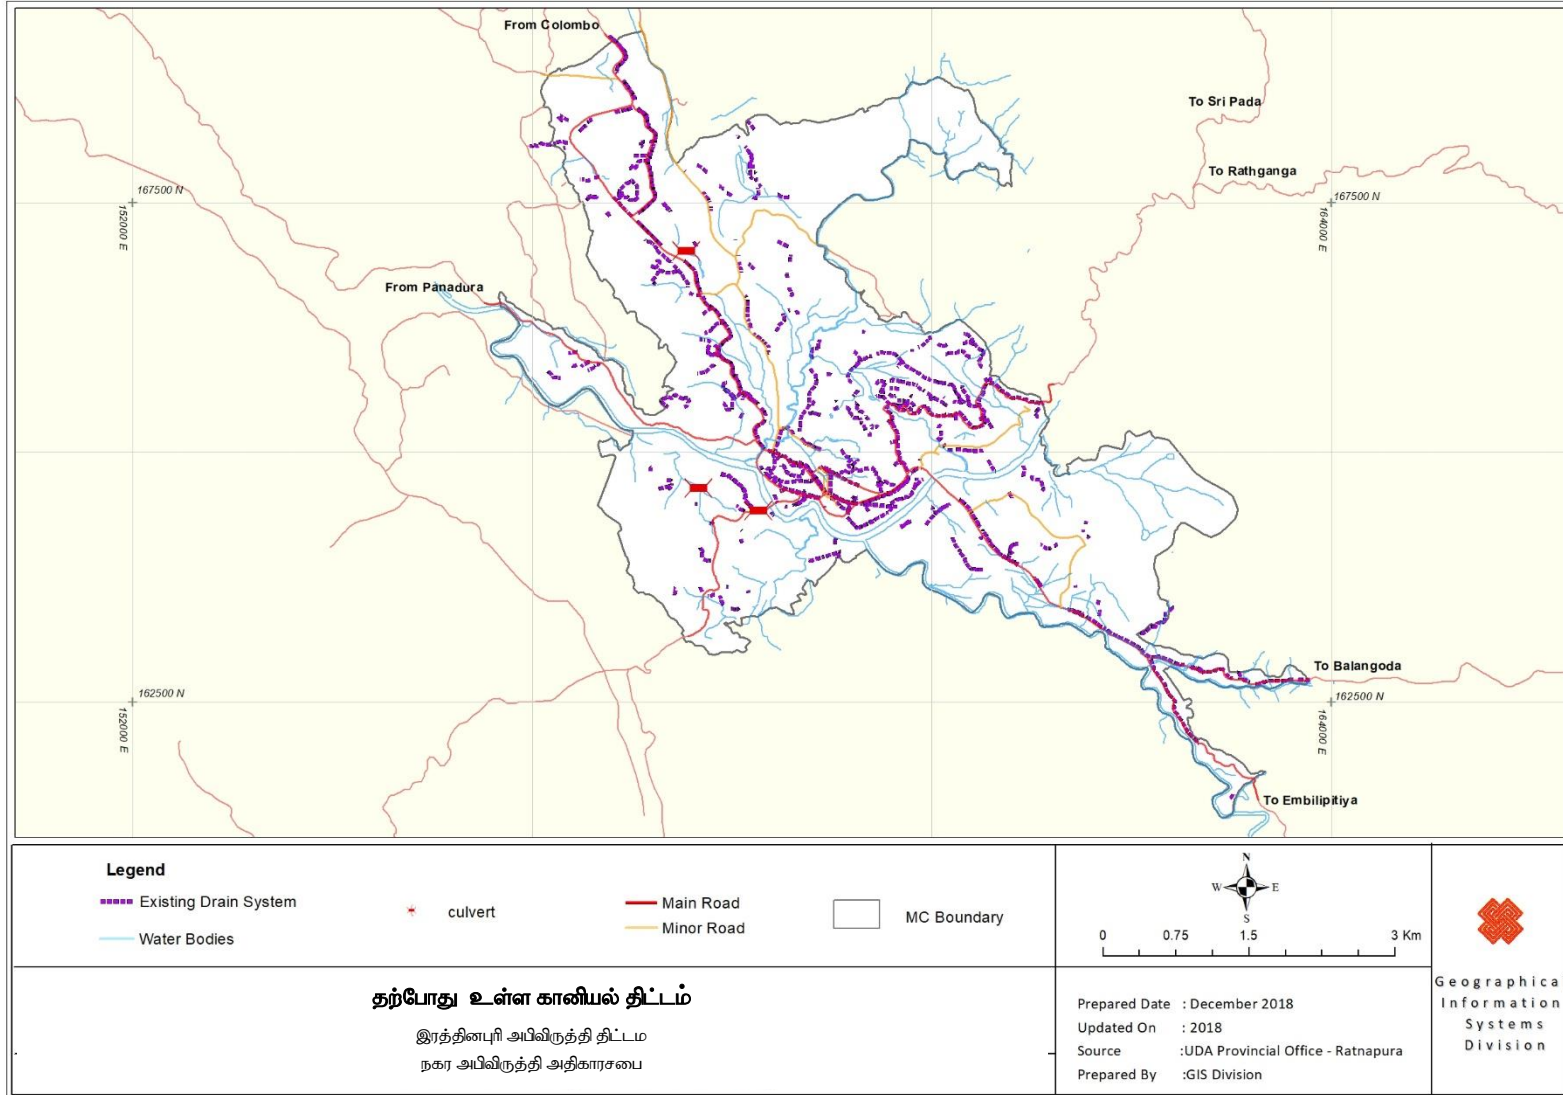 From Colombo
To Sri Pada
To Rathganga
167500 N
167500 N
152000 E
164000 E
From Panadura
To Balangoda
162500 N
162500 N
152000 E
164000 E
To Embilipitiya
Legend
Existing Drain System
Water Bodies
culvert
Main Road
Minor Road
MC Boundary
N
W E
S
0 0.75 1.5 3 Km
தற்போது உள்ள கானியல் திட்டம்
இரத்தினபுரி அபிவிருத்தி திட்டம
நகர அபிவிருத்தி அதிகாரசபை
Prepared Date : December 2018
Updated On : 2018
Source :UDA Provincial Office - Ratnapura
Prepared By :GIS Division
Geographica
Information
Systems
Division